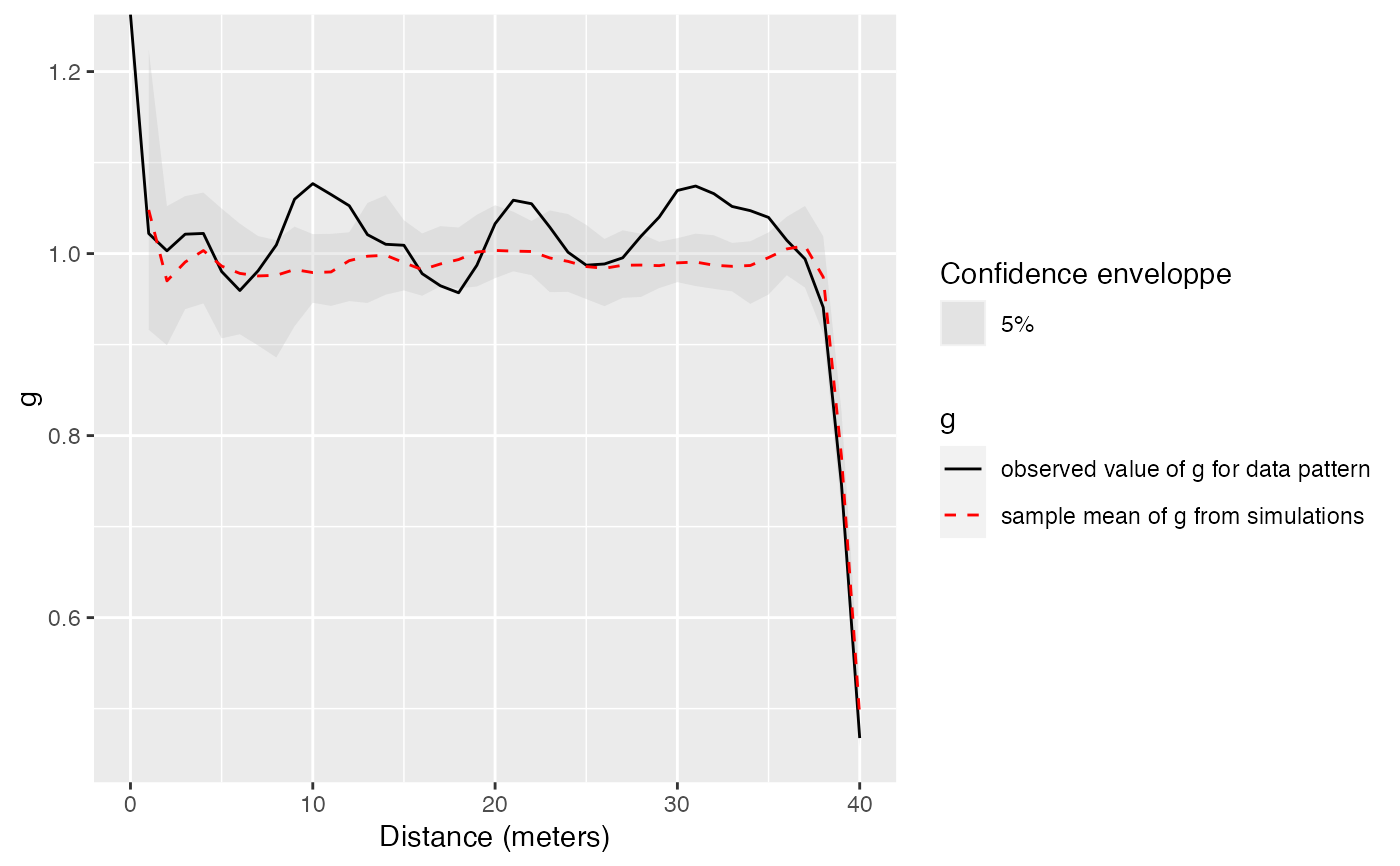 1.2
1.0
0.8
0.6
g
0
10
20
30
40
Distance (meters)
Confidence enveloppe
5%
g
observed value of g for data pattern
sample mean of g from simulations